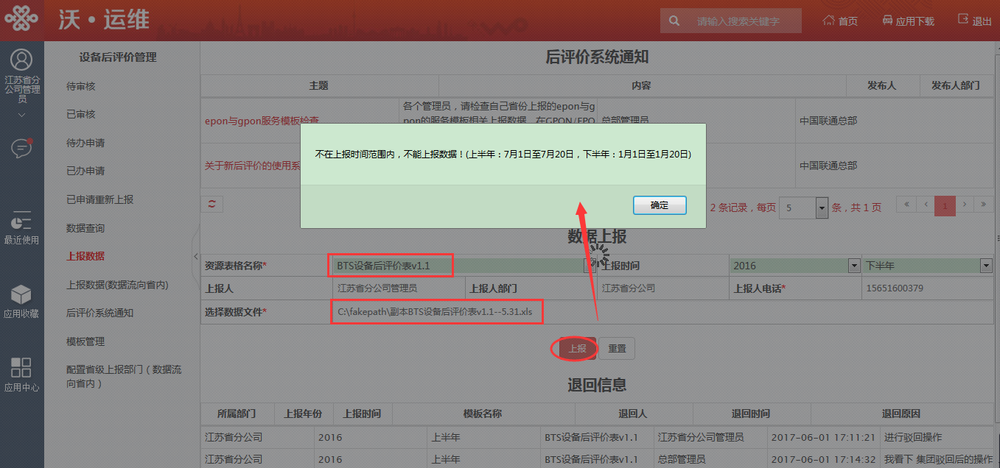 沃·运维
请输入搜索关键字
首页
应用下载
退出
江苏省分
公司管理
员
最近使用
应用收藏
应用中心
设备后评价管理
待审核
已审核
待办申请
已办申请
已申请重新上报
数据查询
上报数据
上报数据(数据流向省内)
后评价系统通知
模板管理
配置省级上报部门（数据流
向省内）
后评价系统通知
主题 内容 发布人 发布人部门
epon与gpon服务模板检查
各个管理员，请检查自己省份上报的epon与g
pon的服务模板相关上报数据，在GPON/EPO
总部管理员
中国联通总部
关于新后评价的使用系
中国联通总部
不在上报时间范围内，不能上报数据！(上半年：7月1日至7月20日，下半年：1月1日至1月20日)
确定
2 条记录，每页 5 条，共 1 页 « ‹ 1 › »
数据上报
资源表格名称* BTS设备后评价表v1.1 上报时间 2016 下半年
上报人 江苏省分公司管理员 上报人部门 江苏省分公司 上报人电话* 15651600379
选择数据文件* C:\fakepath\副本BTS设备后评价表v1.1--5.31.xls
上报 重置
退回信息
所属部门 上报年份 上报时间 模板名称 退回人 退回时间 退回原因
江苏省分公司 2016 上半年 BTS设备后评价表v1.1 江苏省分公司管理员 2017-06-01 17:11:21 进行驳回操作
江苏省分公司 2016 上半年 BTS设备后评价表v1.1 总部管理员 2017-06-01 17:14:32 我看下 集团驳回后的操作